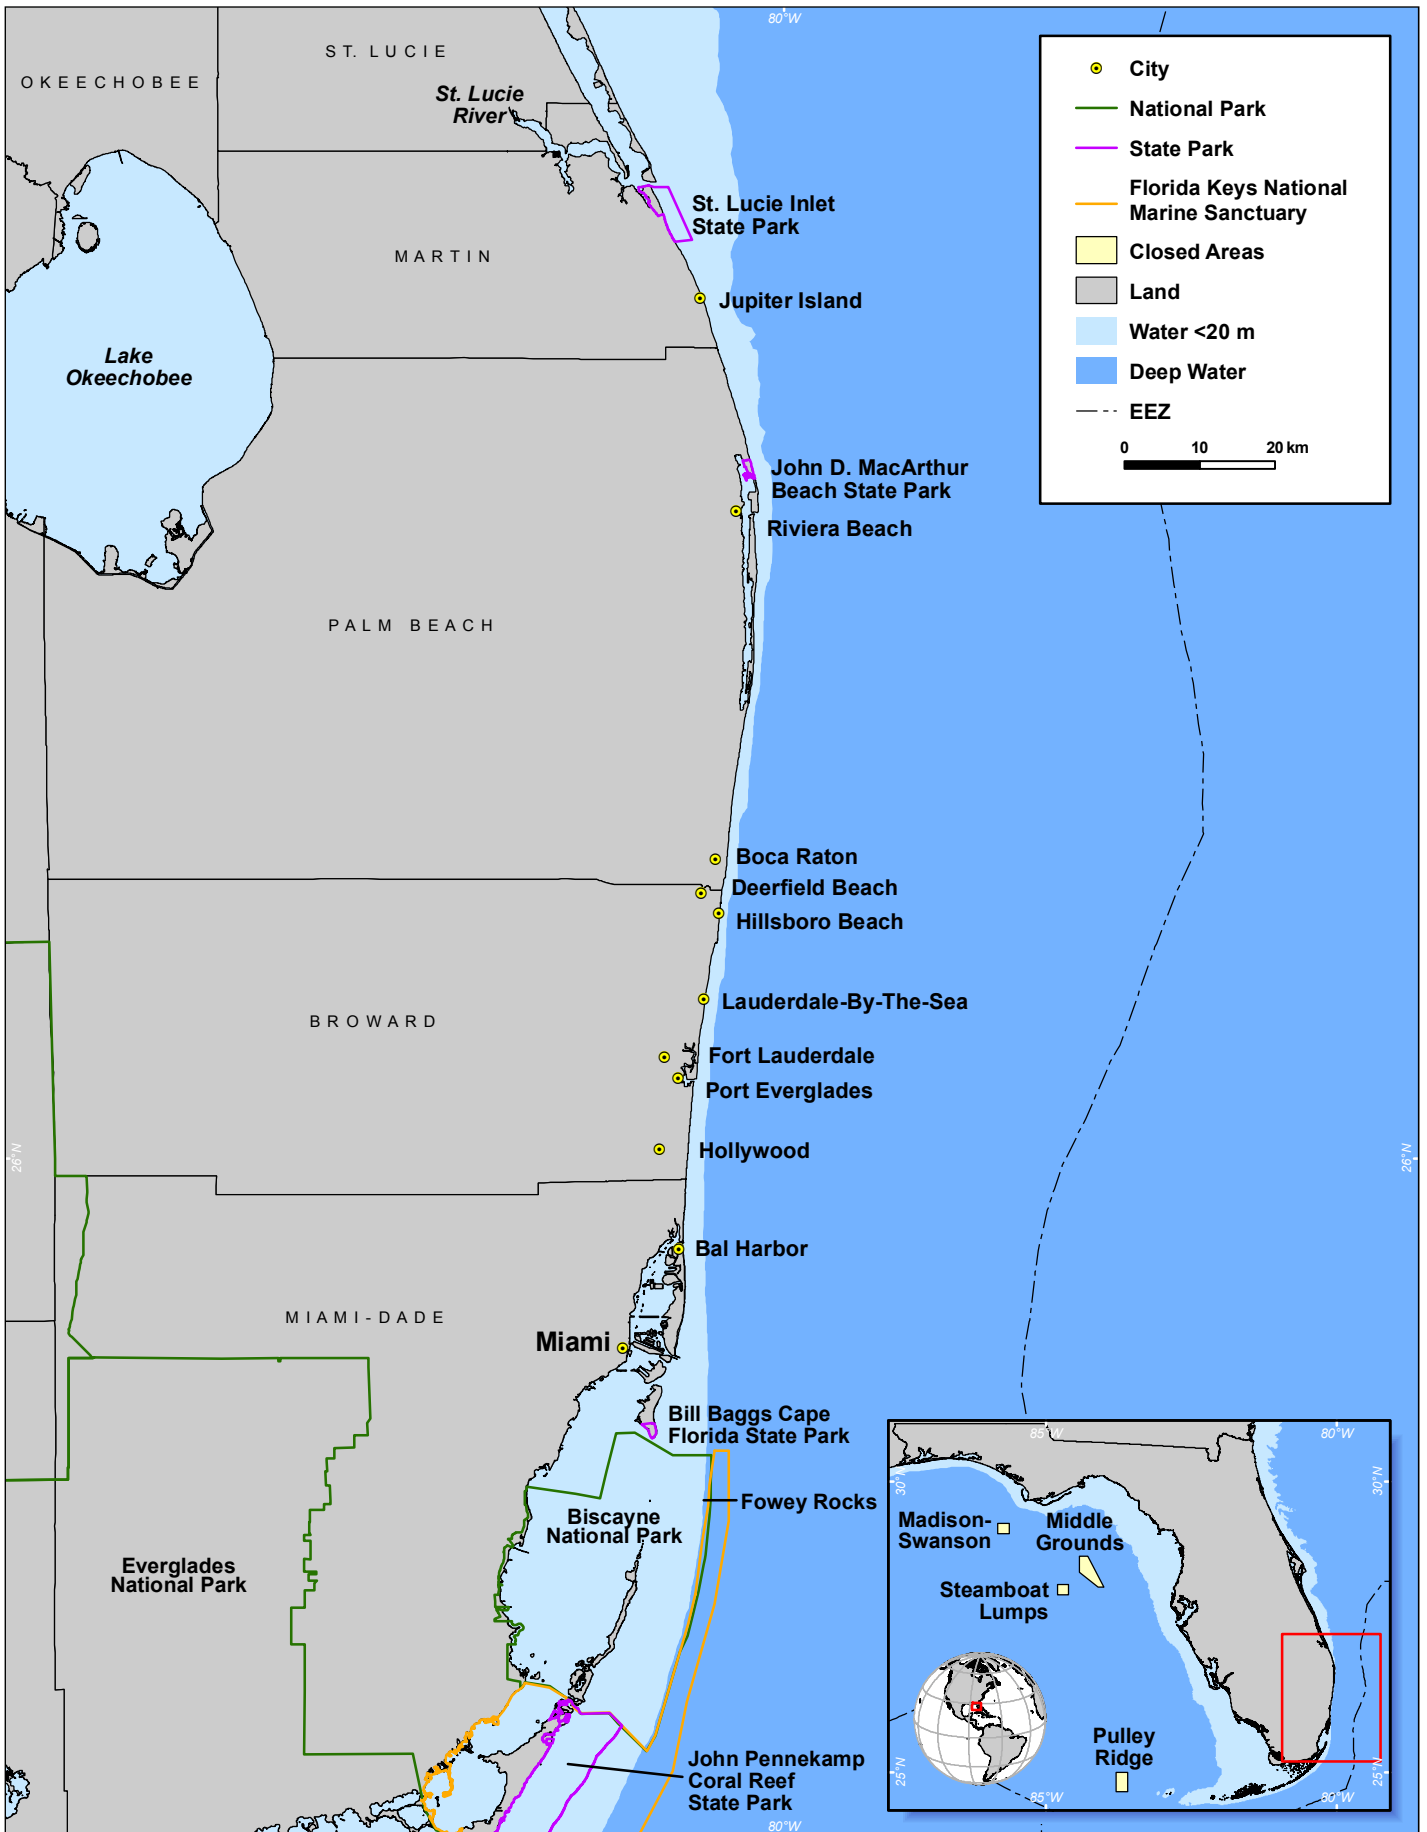 80°W
ST. LUCIE
OKEECHOBEE
St. Lucie
River
City
National Park
State Park
Florida Keys National
Marine Sanctuary
Closed Areas
Land
Water <20 m
Deep Water
EEZ
0 10 20 km
St. Lucie Inlet
State Park
MARTIN
Jupiter Island
Lake
Okeechobee
John D. MacArthur
Beach State Park
Riviera Beach
PALM BEACH
Boca Raton
Deerfield Beach
Hillsboro Beach
Lauderdale-By-The-Sea
BROWARD
Fort Lauderdale
Port Everglades
Hollywood
26°N
26°N
Bal Harbor
MIAMI-DADE
Miami
Bill Baggs Cape
Florida State Park
Fowey Rocks
Biscayne
National Park
Everglades
National Park
John Pennekamp
Coral Reef
State Park
80°W
85°W
80°W
30°N
30°N
Madison-
Swanson
Middle
Grounds
Steamboat
Lumps
Pulley
Ridge
25°N
25°N
85°W
80°W